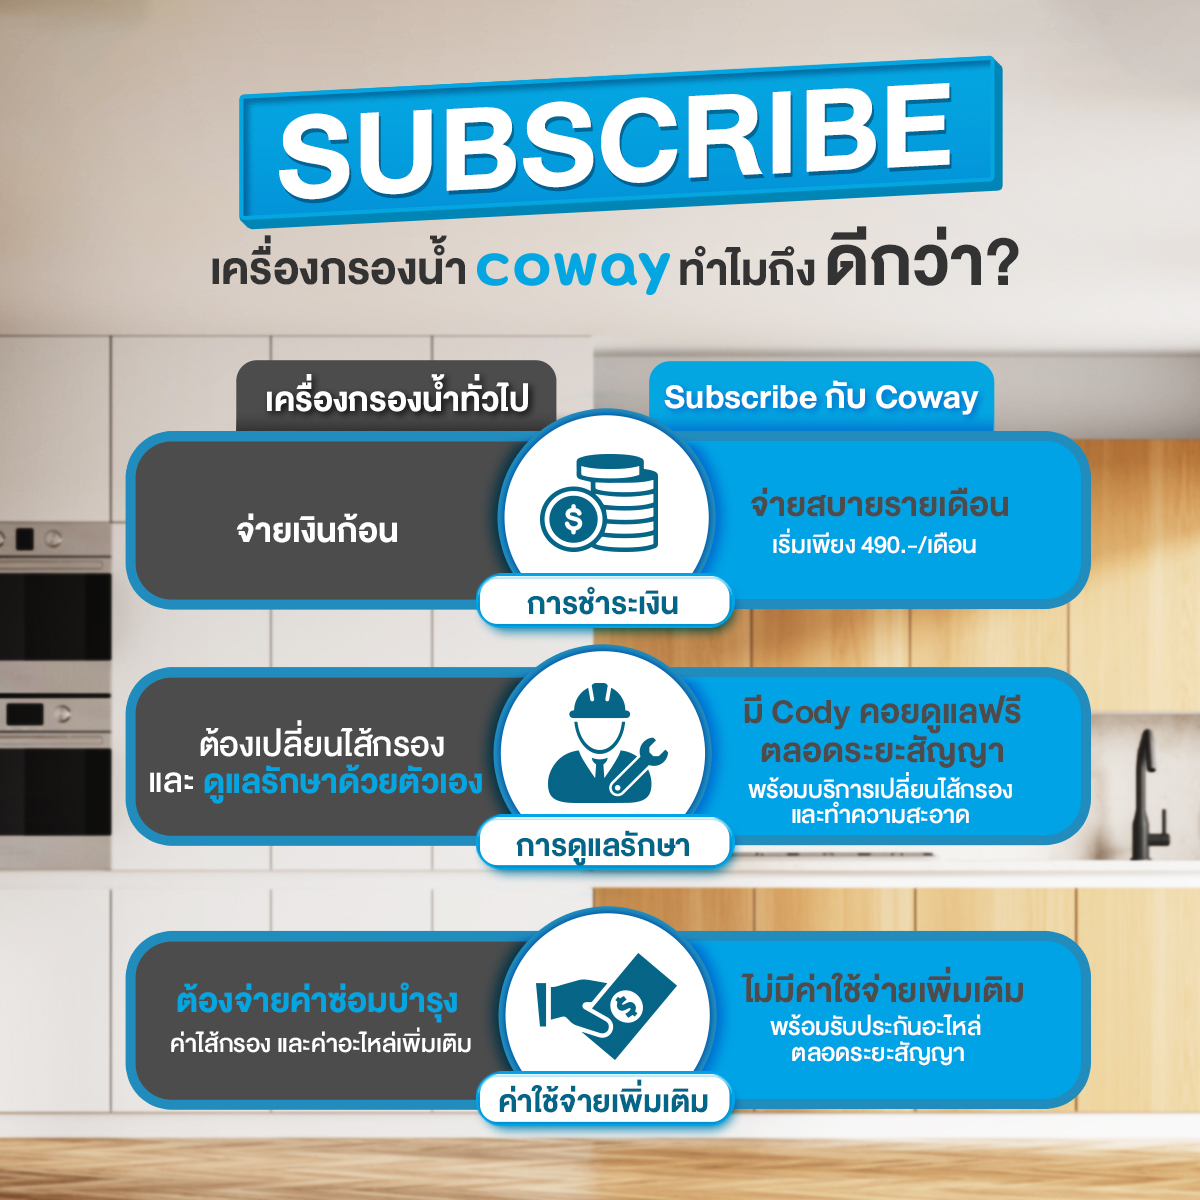 SUBSCRIBE
เครื่องกรองน้ำ coway ทำไมถึง ดีกว่า?
เครื่องกรองน้ำทั่วไป
Subscribe กับ Coway
จ่ายเงินก้อน
จ่ายสบายรายเดือน
เริ่มเพียง 490.-/เดือน
การชำระเงิน
ต้องเปลี่ยนไส้กรอง
และ ดูแลรักษาด้วยตัวเอง
มี Cody คอยดูแลฟรี
ตลอดระยะสัญญา
พร้อมบริการเปลี่ยนไส้กรอง
และทำความสะอาด
การดูแลรักษา
ต้องจ่ายค่าซ่อมบำรุง
ค่าไส้กรอง และค่าอะไหล่เพิ่มเติม
ไม่มีค่าใช้จ่ายเพิ่มเติม
พร้อมรับประกันอะไหล่
ตลอดระยะสัญญา
ค่าใช้จ่ายเพิ่มเติม